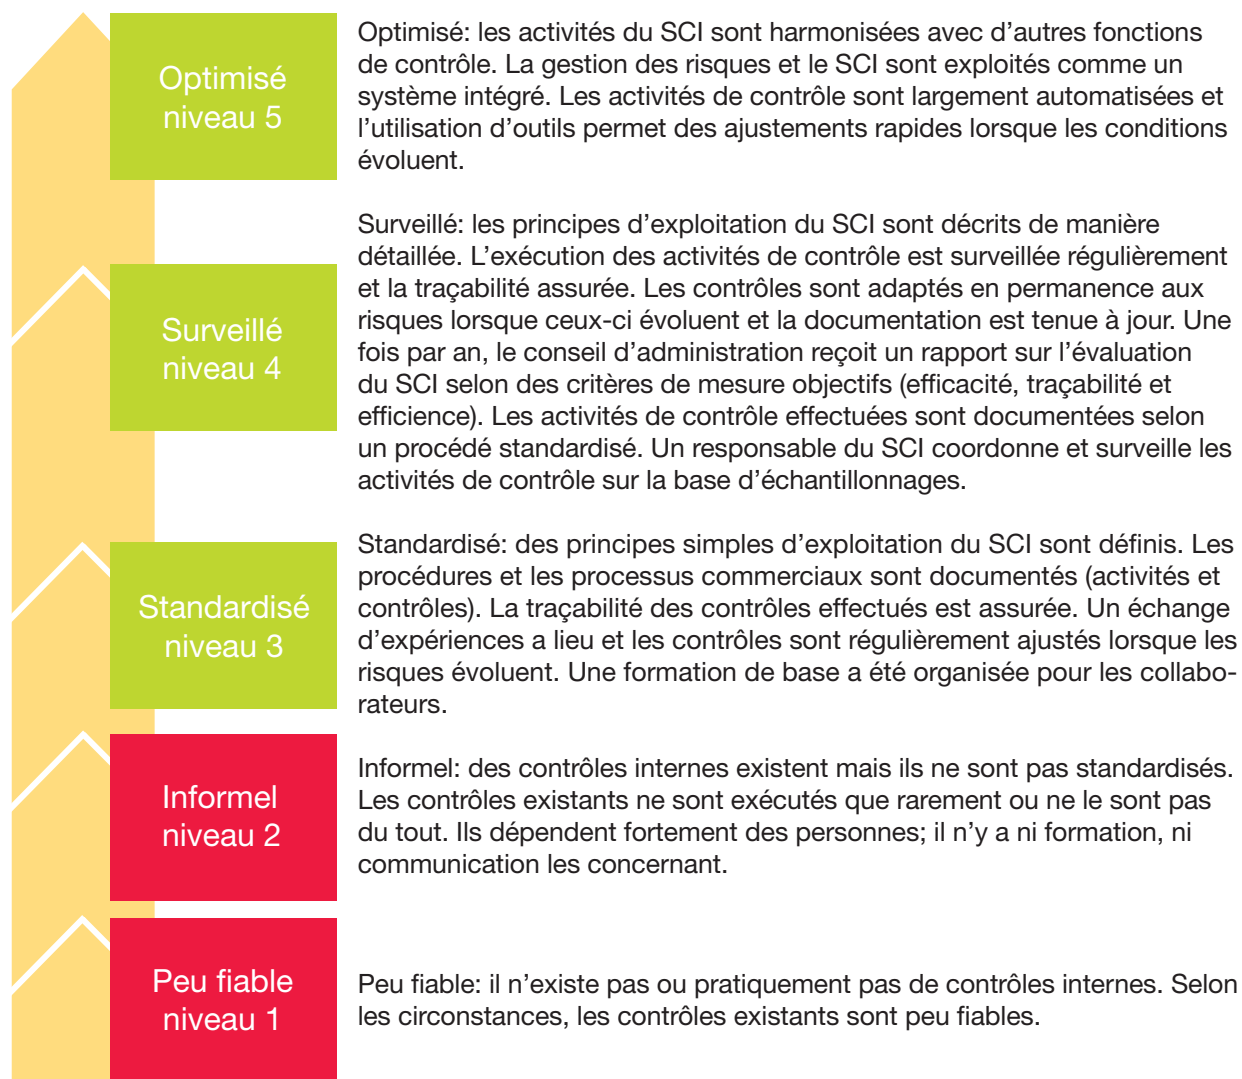 Optimisé
niveau 5
Optimisé: les activités du SCI sont harmonisées avec d’autres fonctions
de contrôle. La gestion des risques et le SCI sont exploités comme un
système intégré. Les activités de contrôle sont largement automatisées et
l’utilisation d’outils permet des ajustements rapides lorsque les conditions
évoluent.
Surveillé
niveau 4
Surveillé: les principes d’exploitation du SCI sont décrits de manière
détaillée. L’exécution des activités de contrôle est surveillée régulièrement
et la traçabilité assurée. Les contrôles sont adaptés en permanence aux
risques lorsque ceux-ci évoluent et la documentation est tenue à jour. Une
fois par an, le conseil d’administration reçoit un rapport sur l’évaluation
du SCI selon des critères de mesure objectifs (efficacité, traçabilité et
efficience). Les activités de contrôle effectuées sont documentées selon
un procédé standardisé. Un responsable du SCI coordonne et surveille les
activités de contrôle sur la base d’échantillonnages.
Standardisé
niveau 3
Standardisé: des principes simples d’exploitation du SCI sont définis. Les
procédures et les processus commerciaux sont documentés (activités et
contrôles). La traçabilité des contrôles effectués est assurée. Un échange
d’expériences a lieu et les contrôles sont régulièrement ajustés lorsque les
risques évoluent. Une formation de base a été organisée pour les collabo-
rateurs.
Informel
niveau 2
Informel: des contrôles internes existent mais ils ne sont pas standardisés.
Les contrôles existants ne sont exécutés que rarement ou ne le sont pas
du tout. Ils dépendent fortement des personnes; il n’y a ni formation, ni
communication les concernant.
Peu fiable
niveau 1
Peu fiable: il n’existe pas ou pratiquement pas de contrôles internes. Selon
les circonstances, les contrôles existants sont peu fiables.